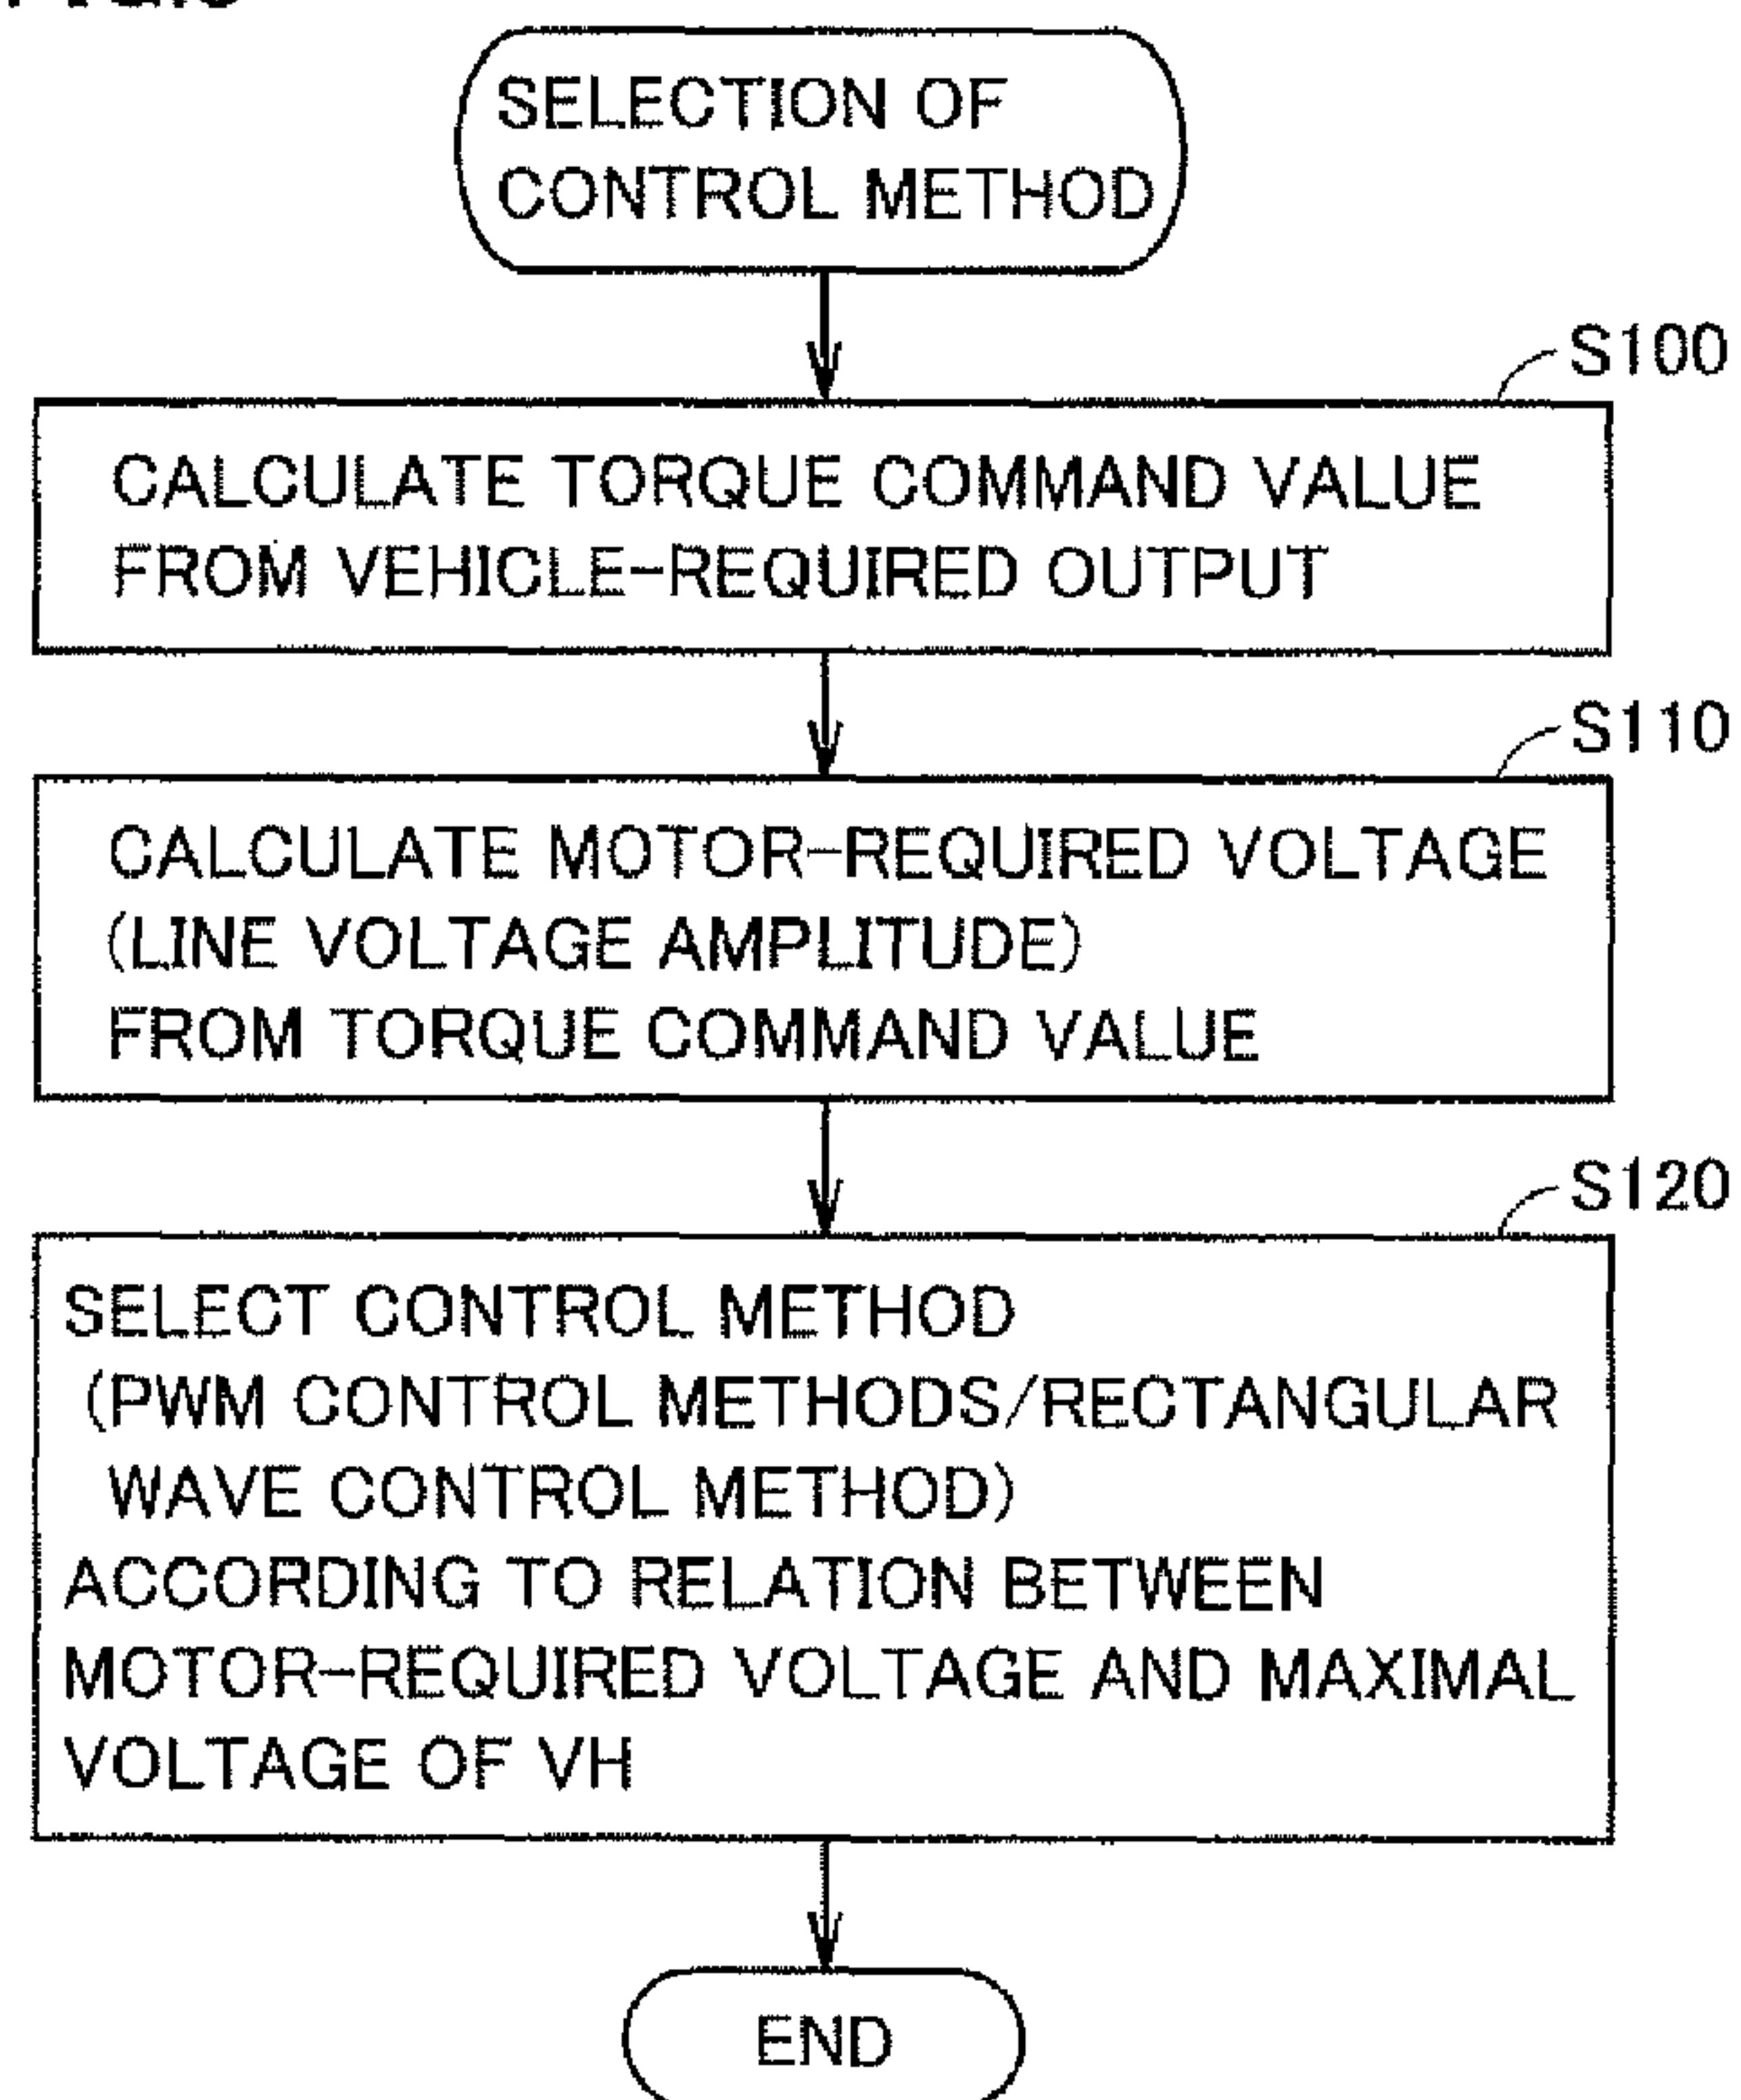 SELECTION OF
CONTROL METHOD
S100
CALCULATE TORQUE COMMAND VALUE
FROM VEHICLE-REQUIRED OUTPUT
S110
CALCULATE MOTOR-REQUIRED VOLTAGE
(LINE VOLTAGE AMPLITUDE)
FROM TORQUE COMMAND VALUE
S120
SELECT CONTROL METHOD
(PWM CONTROL METHODS/RECTANGULAR
WAVE CONTROL METHOD)
ACCORDING TO RELATION BETWEEN
MOTOR-REQUIRED VOLTAGE AND MAXIMAL
VOLTAGE OF VH
END